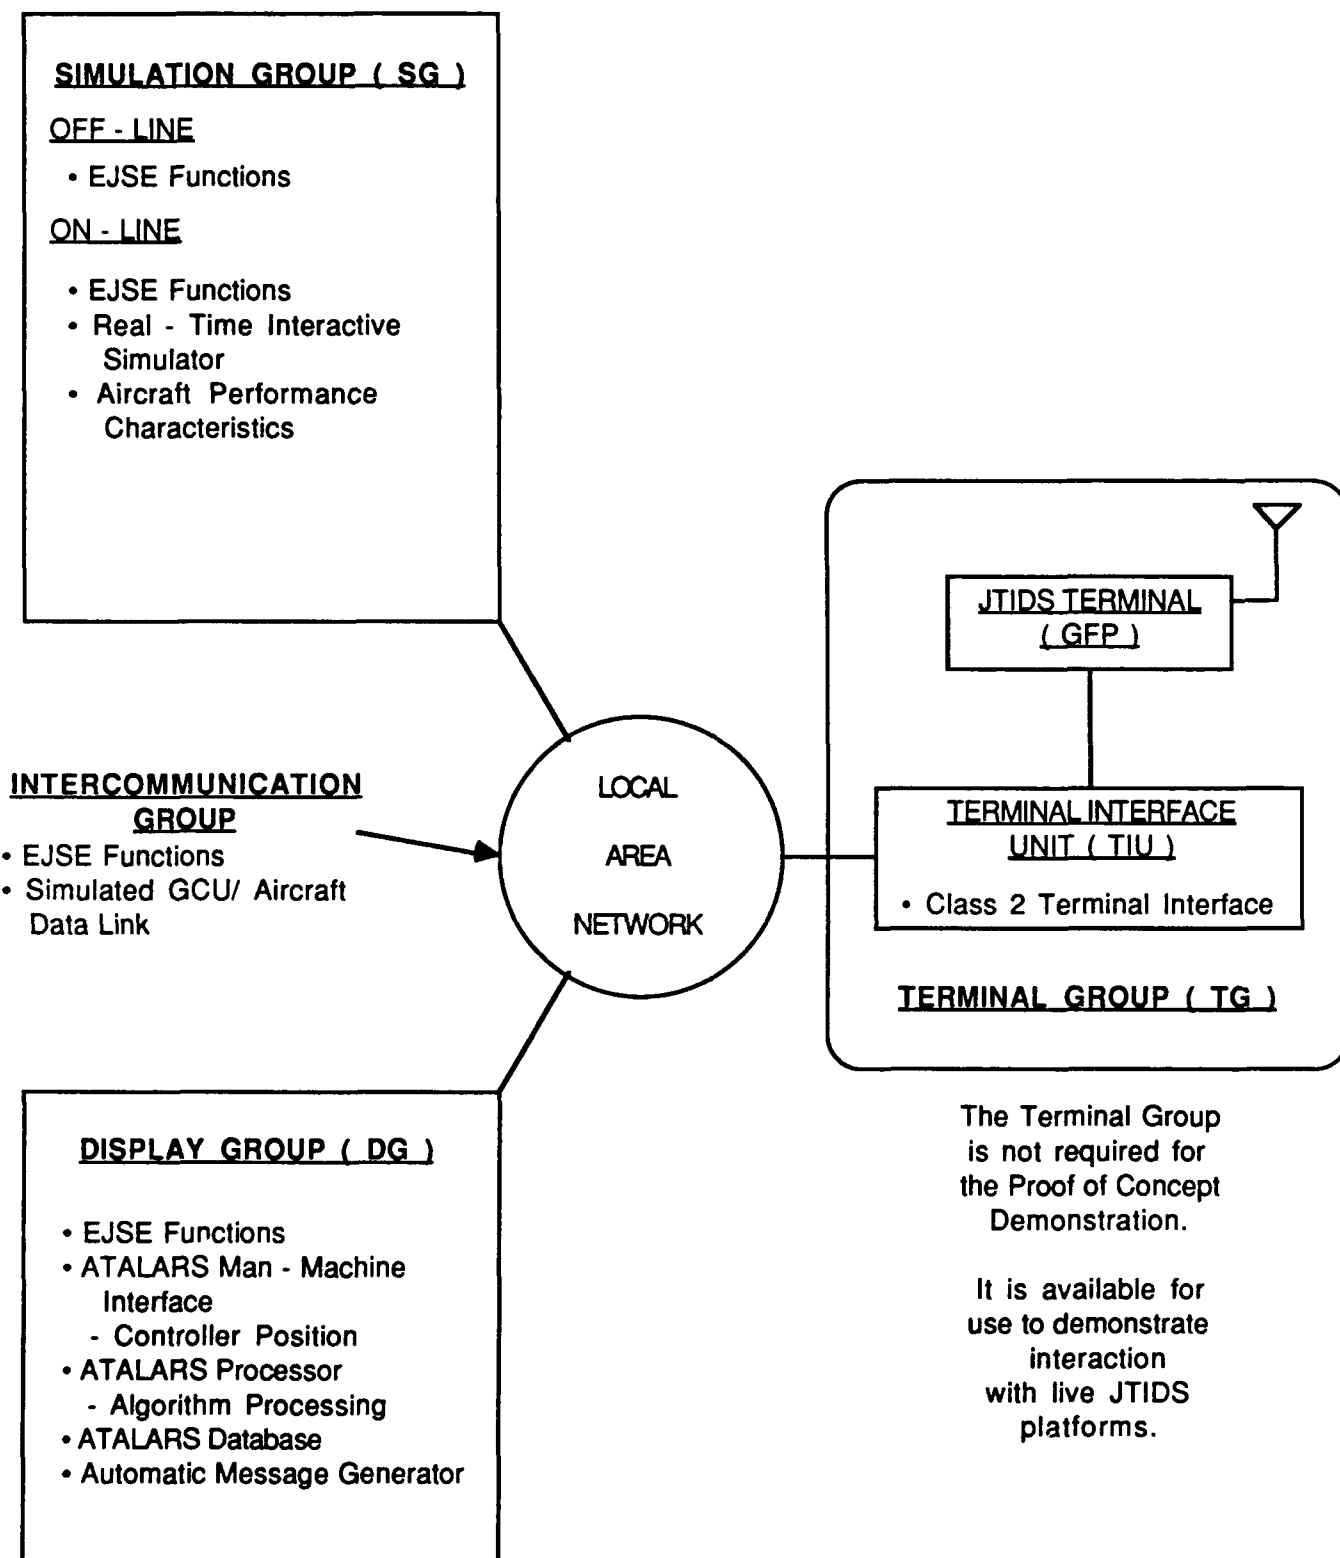 SIMULATION GROUP ( SG )
OFF - LINE
• EJSE Functions
ON - LINE
• EJSE Functions
• Real - Time Interactive
Simulator
• Aircraft Performance
Characteristics
JTIDS TERMINAL
( GFP )
INTERCOMMUNICATION
GROUP
• EJSE Functions
• Simulated GCU/ Aircraft
Data Link
LOCAL
AREA
NETWORK
TERMINAL INTERFACE
UNIT ( TIU )
• Class 2 Terminal Interface
TERMINAL GROUP ( TG )
The Terminal Group
is not required for
the Proof of Concept
Demonstration.
It is available for
use to demonstrate
interaction
with live JTIDS
platforms.
DISPLAY GROUP ( DG )
• EJSE Functions
• ATALARS Man - Machine
Interface
- Controller Position
• ATALARS Processor
- Algorithm Processing
• ATALARS Database
• Automatic Message Generator